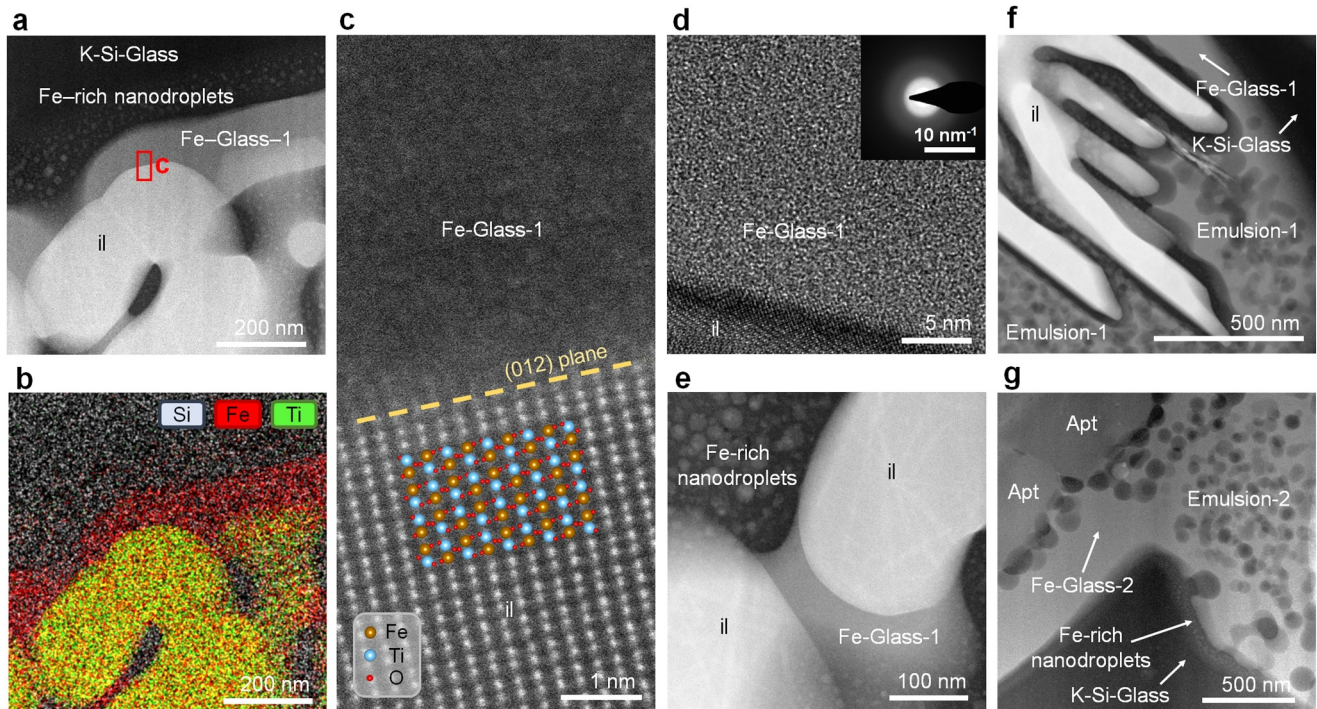 a
K-Si-Glass
Fe–rich nanodroplets
Fe–Glass–1
c
il
200 nm
b
Si Fe Ti
200 nm
c
Fe-Glass-1
(012) plane
il
Fe
Ti
O
1 nm
d
10 nm-1
Fe-Glass-1
il
5 nm
e
Fe-rich
nanodroplets
il
il
Fe-Glass-1
100 nm
f
Fe-Glass-1
il
K-Si-Glass
Emulsion-1
Emulsion-1
500 nm
g
Apt
Apt
Emulsion-2
Fe-Glass-2
Fe-rich
nanodroplets
K-Si-Glass
500 nm